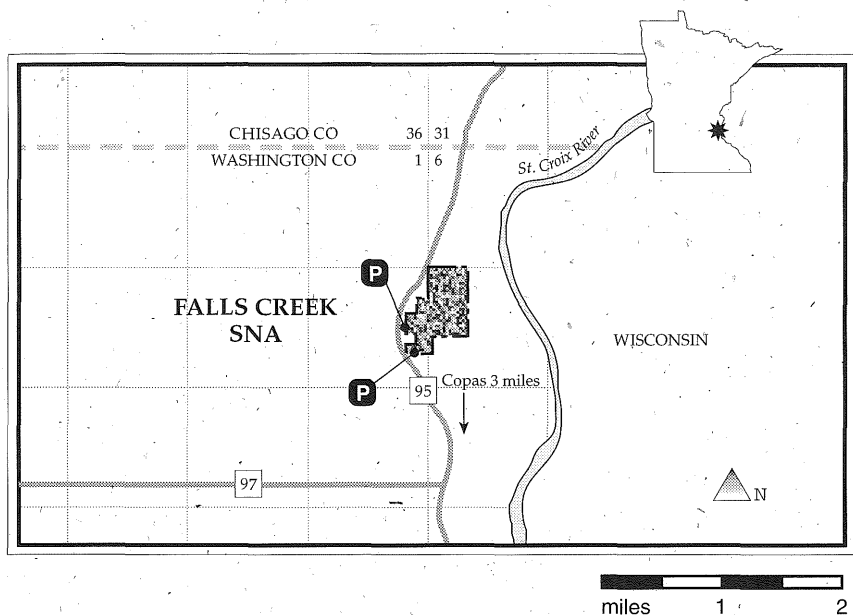 CHISAGO CO 36 31
WASHINGTON CO 1 6
St. Croix River
P
FALLS CREEK
SNA
WISCONSIN
P
95
Copas 3 miles
97
N
miles 1 2